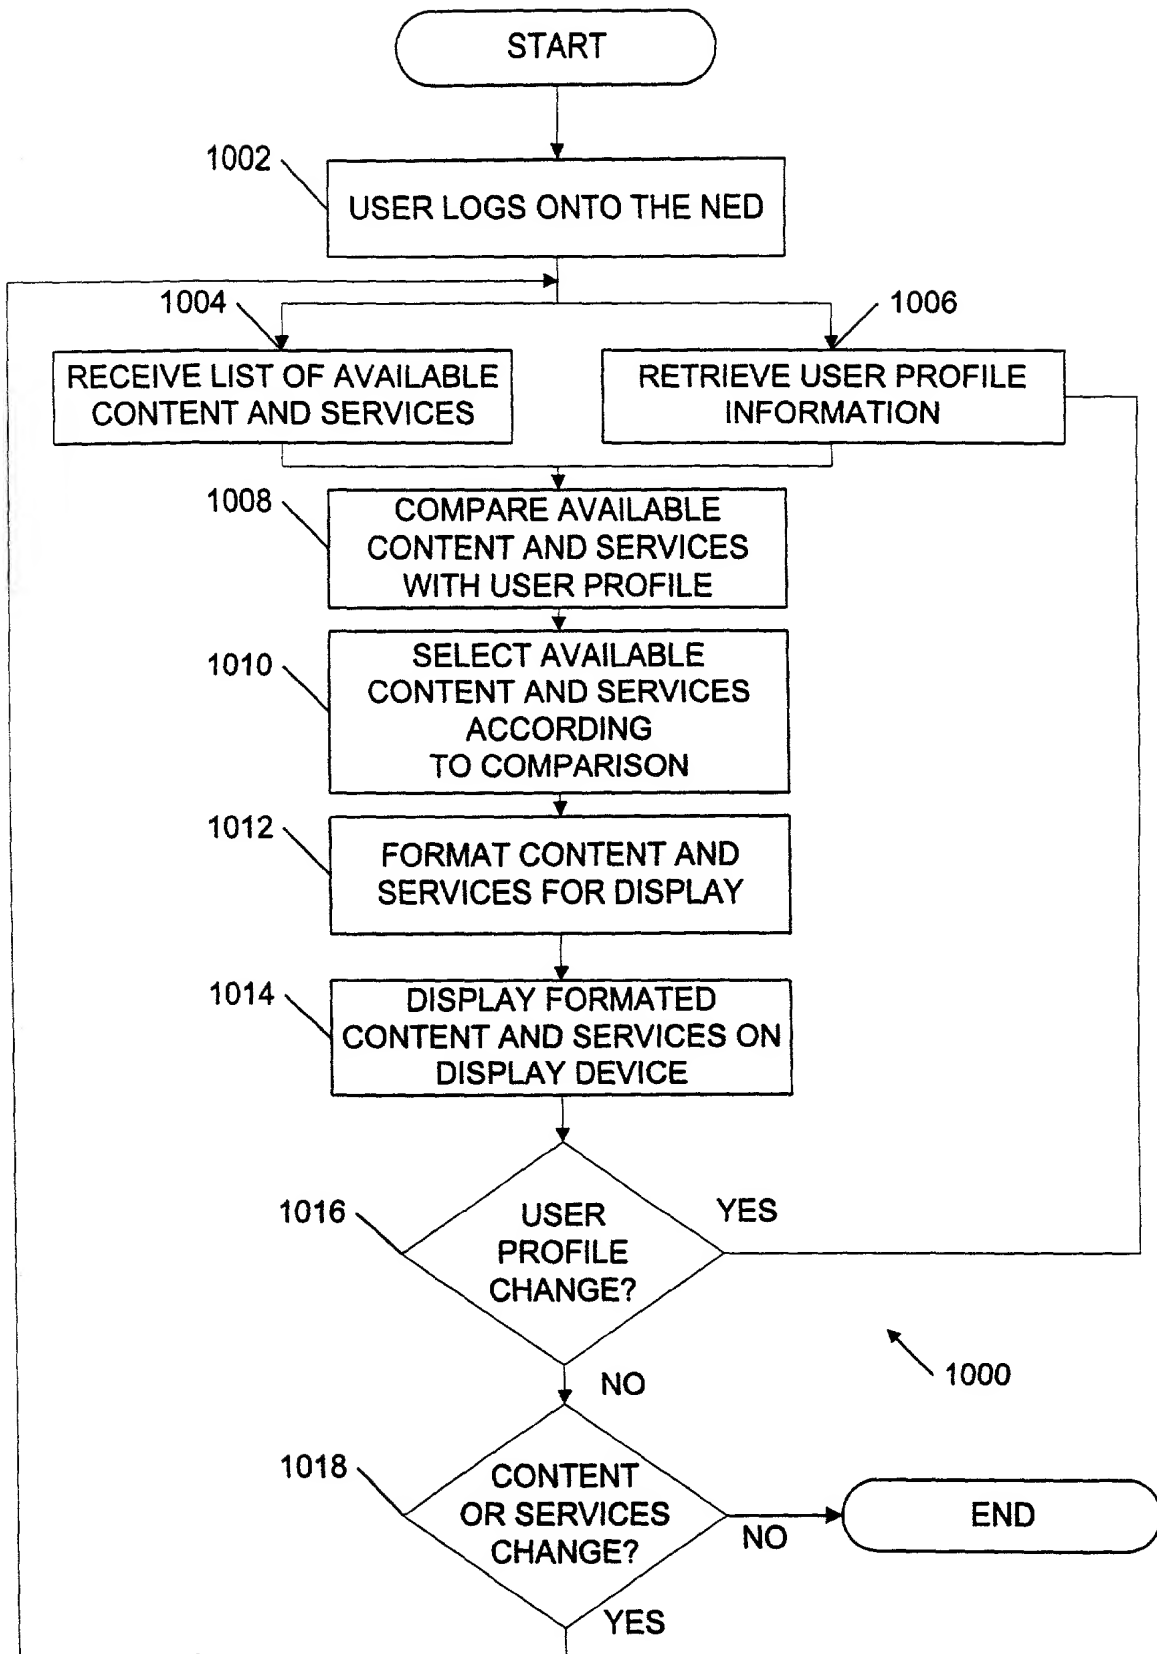 START
1002
USER LOGS ONTO THE NED
1004
1006
RECEIVE LIST OF AVAILABLE
CONTENT AND SERVICES
RETRIEVE USER PROFILE
INFORMATION
1008
COMPARE AVAILABLE
CONTENT AND SERVICES
WITH USER PROFILE
1010
SELECT AVAILABLE
CONTENT AND SERVICES
ACCORDING
TO COMPARISON
1012
FORMAT CONTENT AND
SERVICES FOR DISPLAY
1014
DISPLAY FORMATED
CONTENT AND SERVICES ON
DISPLAY DEVICE
1016
USER
PROFILE
CHANGE?
YES
1000
NO
1018
CONTENT
OR SERVICES
CHANGE?
NO
END
YES